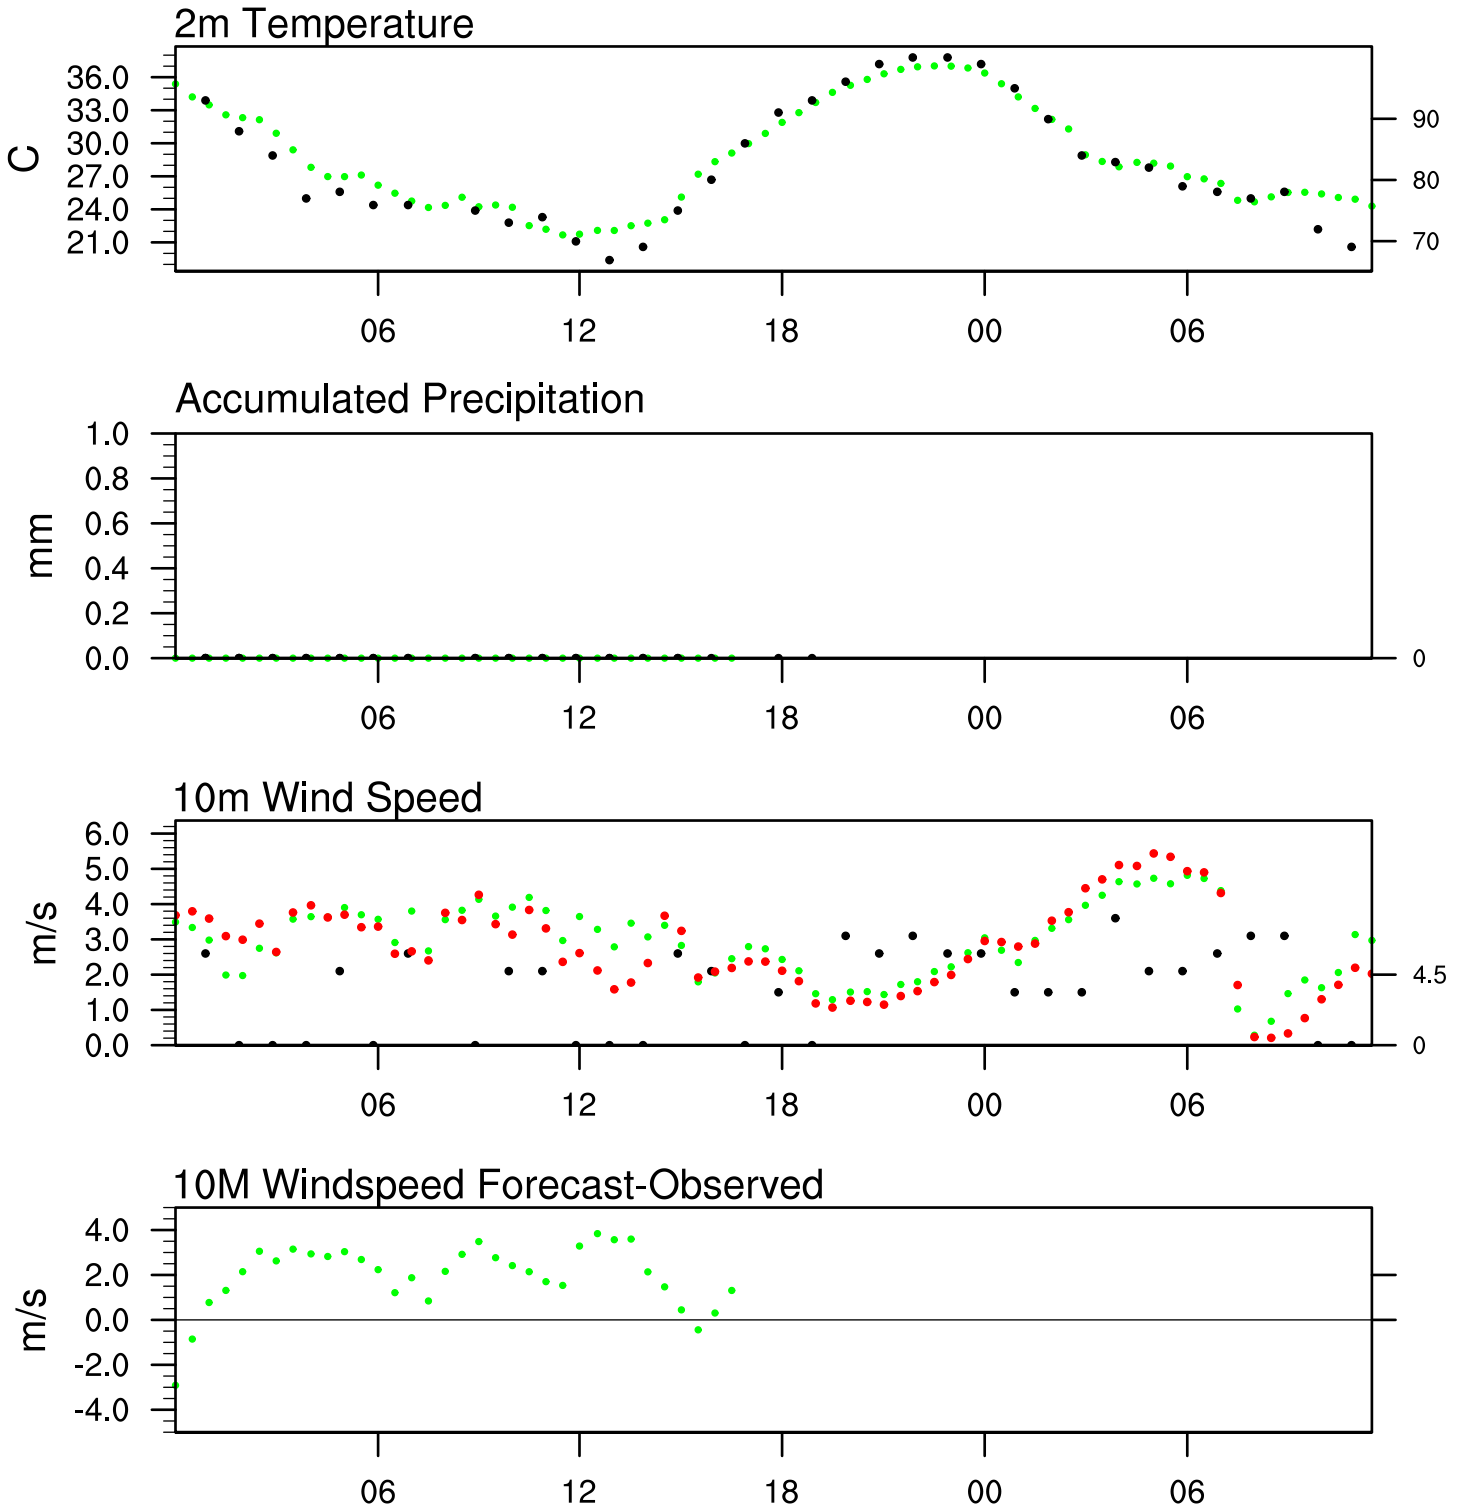 2m Temperature
C
36.0
33.0
30.0
27.0
24.0
21.0
90
80
70
06 12 18 00 06
Accumulated Precipitation
mm
1.0
0.8
0.6
0.4
0.2
0.0
0
06 12 18 00 06
10m Wind Speed
m/s
6.0
5.0
4.0
3.0
2.0
1.0
0.0
4.5
0
06 12 18 00 06
10M Windspeed Forecast-Observed
m/s
4.0
2.0
0.0
-2.0
-4.0
06 12 18 00 06